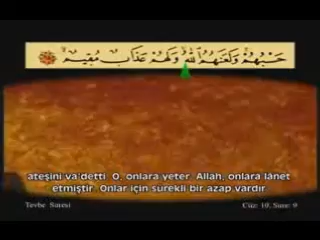 حَسْبُهُمْ وَلَعَنَهُمُ اللّٰهُ وَلَهُمْ عَذَابٌ مُقٖيمٌ
ateşini va'detti. O, onlara yeter. Allah, onlara lânet
etmiştir. Onlar için sürekli bir azap vardır.
Tevbe Suresi Cüz: 10, Sure: 9